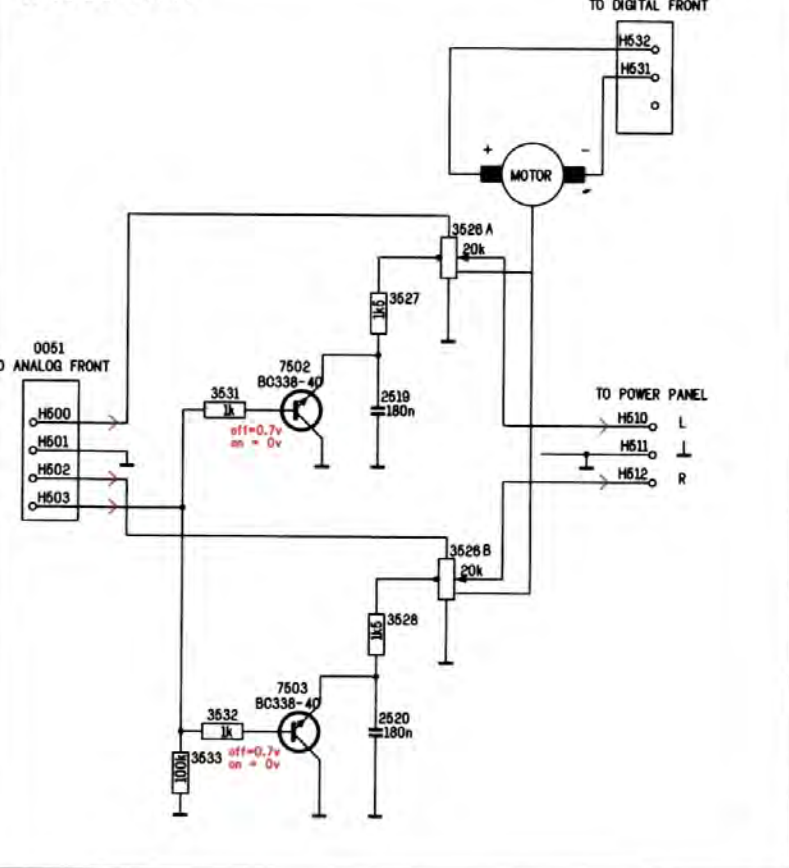 TO DIGITAL FRONT
H532
H531
+
-
MOTOR
3526 A
20k
3527
1k5
0051
ANALOG FRONT
7502
BC338-40
3531
1k
off=0.7v
on = 0v
2519
180n
TO POWER PANEL
H500
H501
H502
H503
H510 L
H511
H512 R
3526 B
20k
3528
1k5
7503
BC338-40
3532
1k
off=0.7v
on = 0v
2520
180n
3533
100k